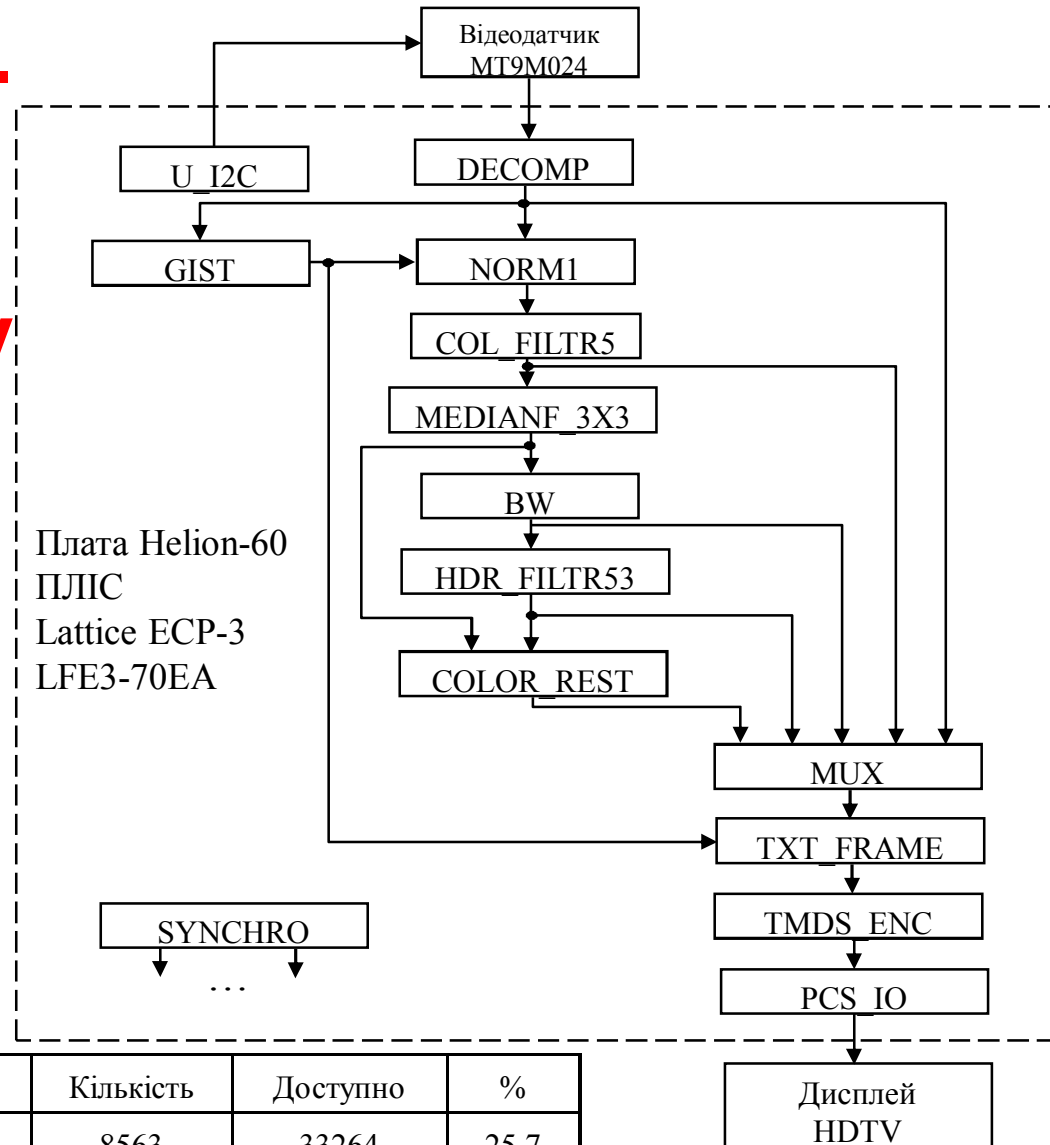 Відеодатчик
MT9M024
U_I2C
DECOMP
GIST
NORM1
COL_FILTR5
MEDIANF_3X3
BW
HDR_FILTR53
COLOR_REST
Плата Helion-60
ПЛІС
Lattice ECP-3
LFE3-70EA
MUX
TXT_FRAME
SYNCHRO
...
TMDS_ENC
PCS_IO
Дисплей
HDTV
Кількість Доступно %
8563 33264 25,7